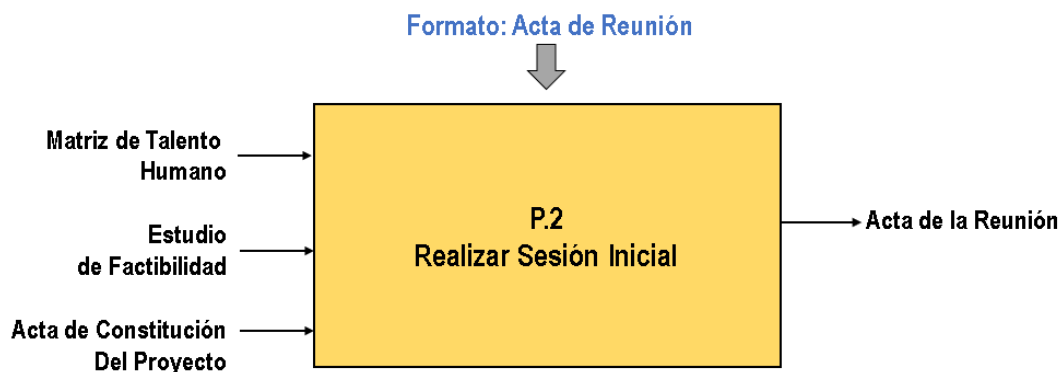 Formato: Acta de Reunión
Matriz de Talento
Humano
Estudio
de Factibilidad
Acta de Constitución
Del Proyecto
P.2
Realizar Sesión Inicial
Acta de la Reunión